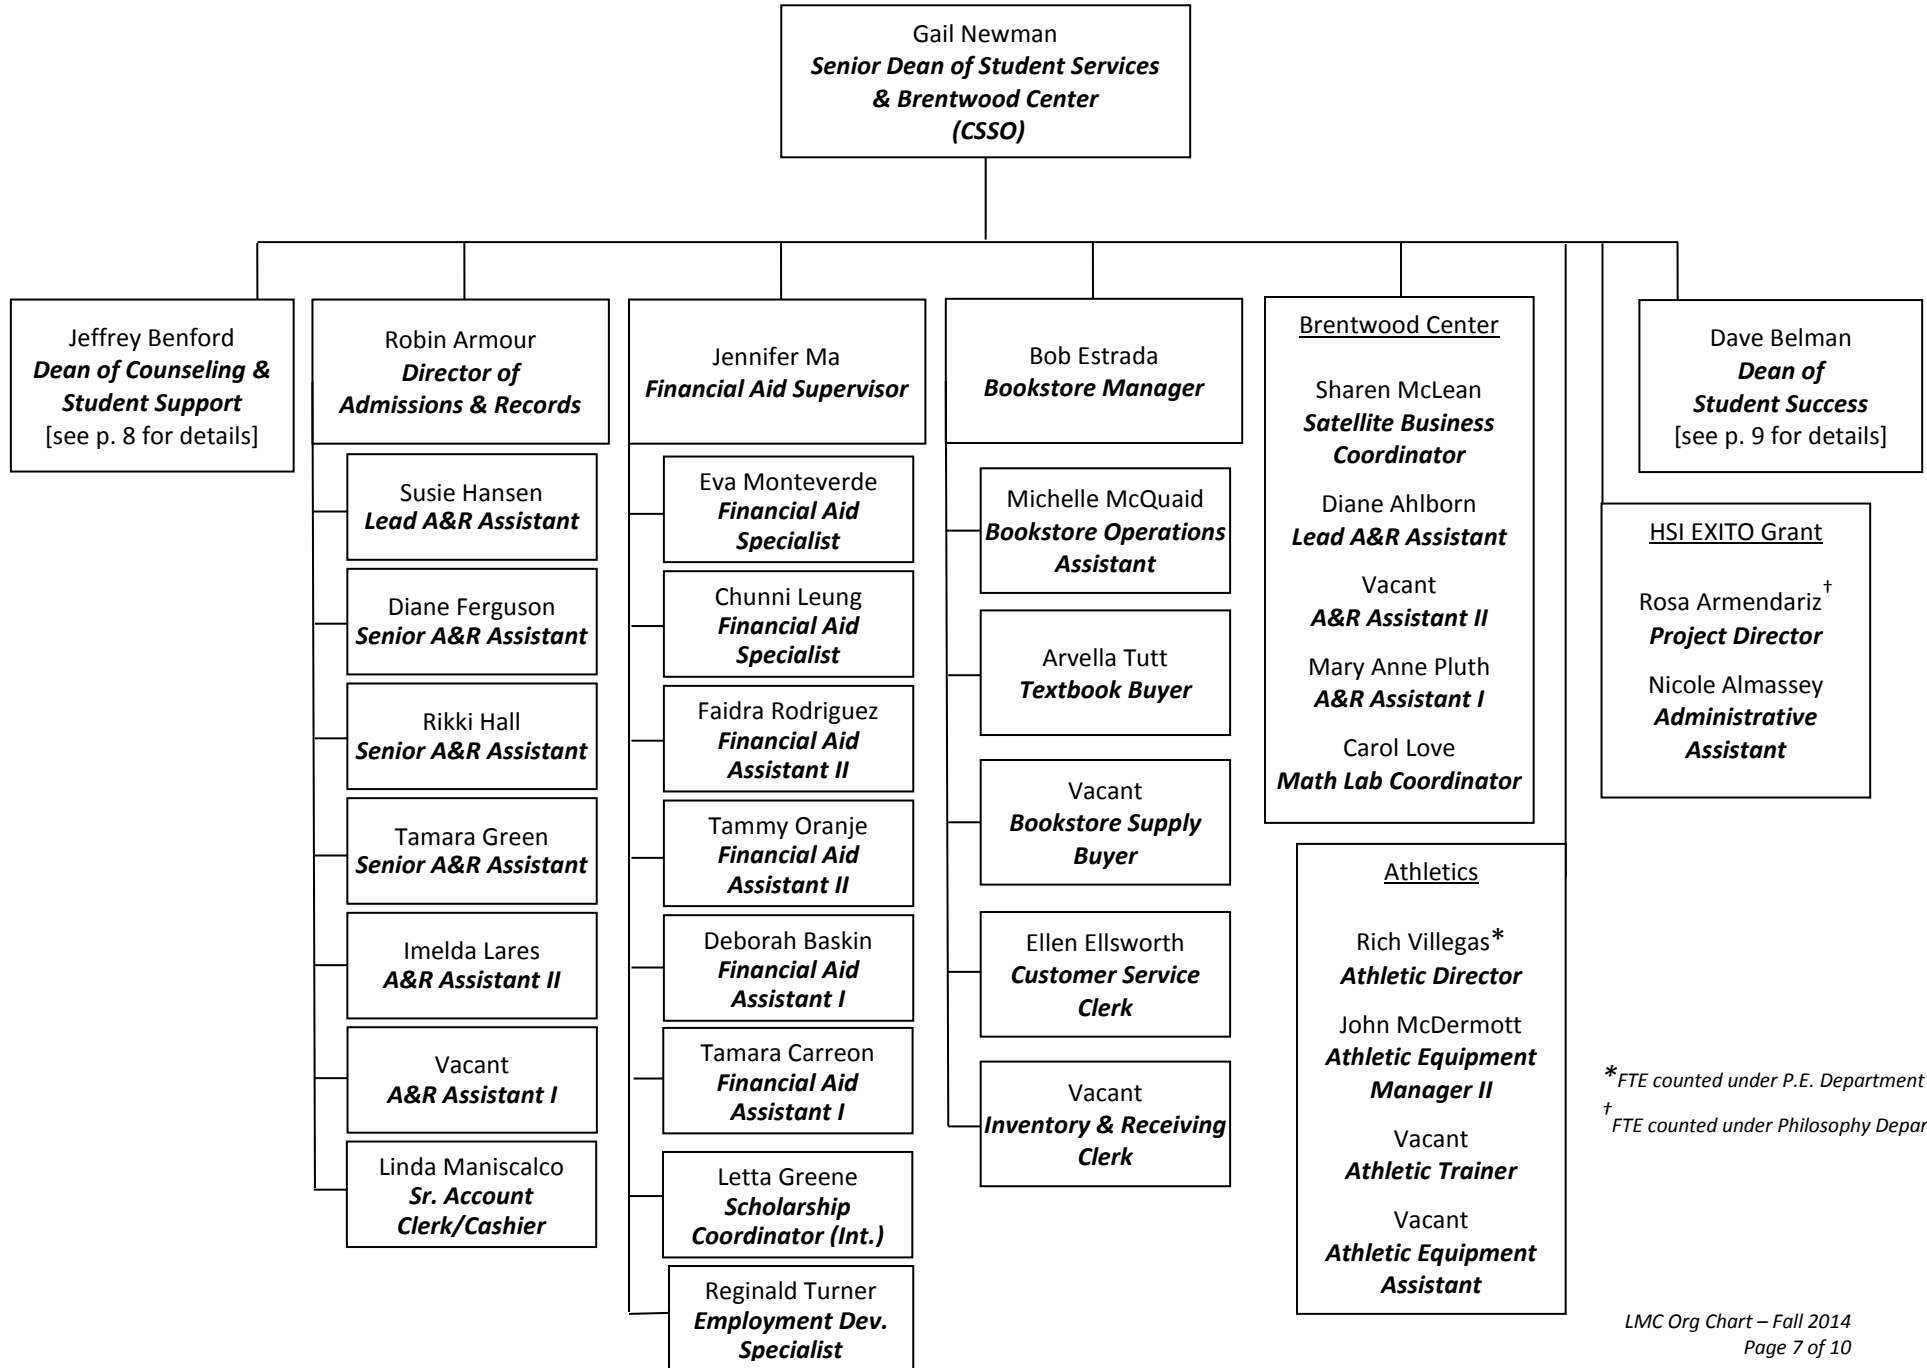 Gail Newman
Senior Dean of Student Services
& Brentwood Center
(CSSO)
Jeffrey Benford
Dean of Counseling &
Student Support
[see p. 8 for details]
Robin Armour
Director of
Admissions & Records
Susie Hansen
Lead A&R Assistant
Diane Ferguson
Senior A&R Assistant
Rikki Hall
Senior A&R Assistant
Tamara Green
Senior A&R Assistant
Imelda Lares
A&R Assistant II
Vacant
A&R Assistant I
Linda Maniscalco
Sr. Account
Clerk/Cashier
Jennifer Ma
Financial Aid Supervisor
Eva Monteverde
Financial Aid
Specialist
Chunni Leung
Financial Aid
Specialist
Faidra Rodriguez
Financial Aid
Assistant II
Tammy Oranje
Financial Aid
Assistant II
Deborah Baskin
Financial Aid
Assistant I
Tamara Carreon
Financial Aid
Assistant I
Letta Greene
Scholarship
Coordinator (Int.)
Reginald Turner
Employment Dev.
Specialist
Bob Estrada
Bookstore Manager
Michelle McQuaid
Bookstore Operations
Assistant
Arvella Tutt
Textbook Buyer
Vacant
Bookstore Supply
Buyer
Ellen Ellsworth
Customer Service
Clerk
Vacant
Inventory & Receiving
Clerk
Brentwood Center
Sharen McLean
Satellite Business
Coordinator
Diane Ahlborn
Lead A&R Assistant
Vacant
A&R Assistant II
Mary Anne Pluth
A&R Assistant I
Carol Love
Math Lab Coordinator
Athletics
Rich Villegas*
Athletic Director
John McDermott
Athletic Equipment
Manager II
Vacant
Athletic Trainer
Vacant
Athletic Equipment
Assistant
HSI EXITO Grant
Rosa Armendariz†
Project Director
Nicole Almassey
Administrative
Assistant
Dave Belman
Dean of
Student Success
[see p. 9 for details]
*FTE counted under P.E. Department
†FTE counted under Philosophy Depar
LMC Org Chart – Fall 2014
Page 7 of 10